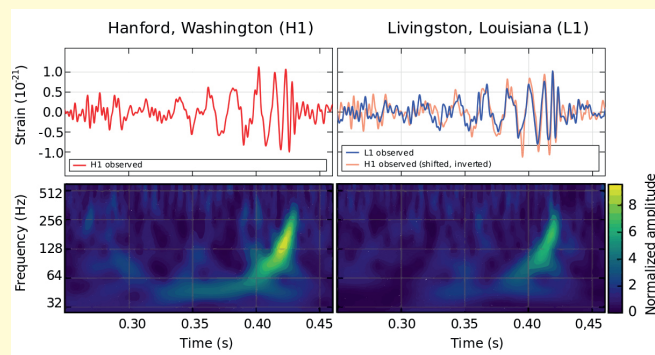 Hanford, Washington (H1)
Livingston, Louisiana (L1)
Strain (10⁻²¹)
1.0
0.5
0.0
-0.5
-1.0
H1 observed
L1 observed
H1 observed (shifted, inverted)
Frequency (Hz)
512
256
128
64
32
0.30
0.35
0.40
0.45
Time (s)
0.30
0.35
0.40
0.45
Time (s)
8
6
4
2
0
Normalized amplitude